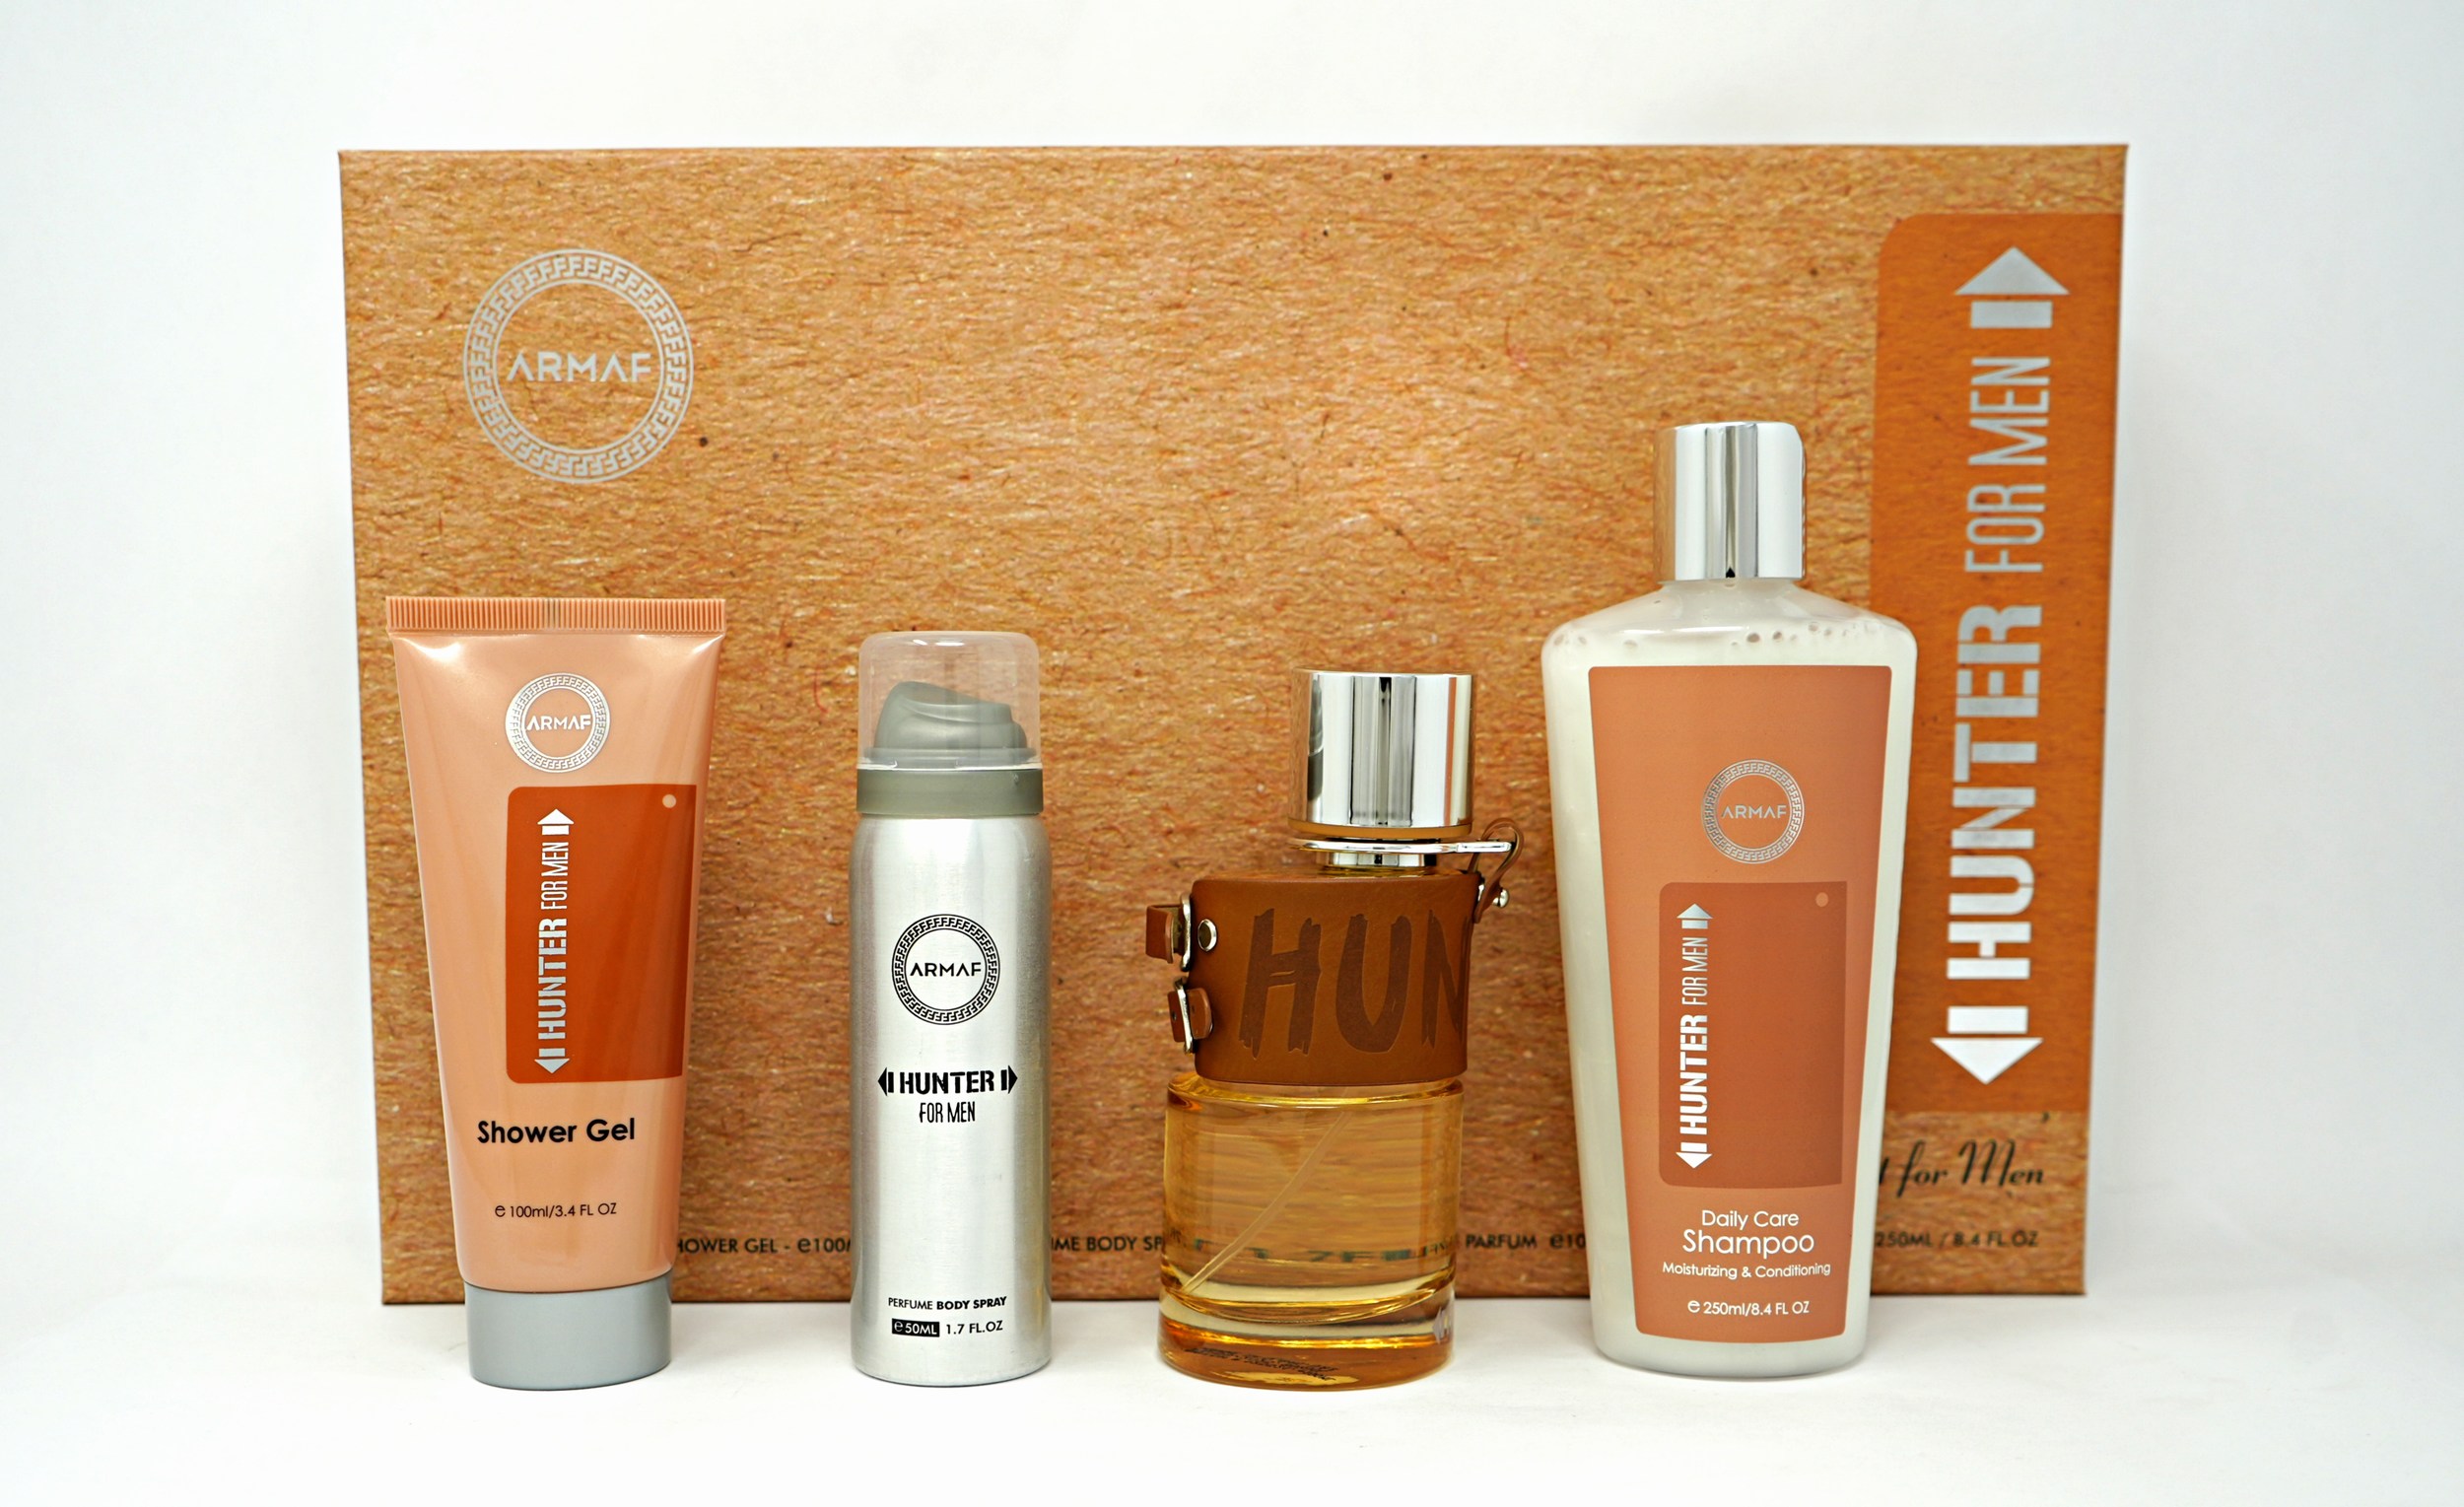 ARMAF
HUNTER FOR MEN
for Men
SHOWER GEL - e100M
ME BODY SP
PARFUM e10
250ML / 8.4 FL.OZ
ARMAF
HUNTER FOR MEN
Shower Gel
e 100ml/3.4 FL OZ
ARMAF
HUNTER
FOR MEN
PERFUME BODY SPRAY
e 50ML 1.7 FL.OZ
HUN
ARMAF
HUNTER FOR MEN
Daily Care
Shampoo
Moisturizing & Conditioning
e 250ml/8.4 FL OZ